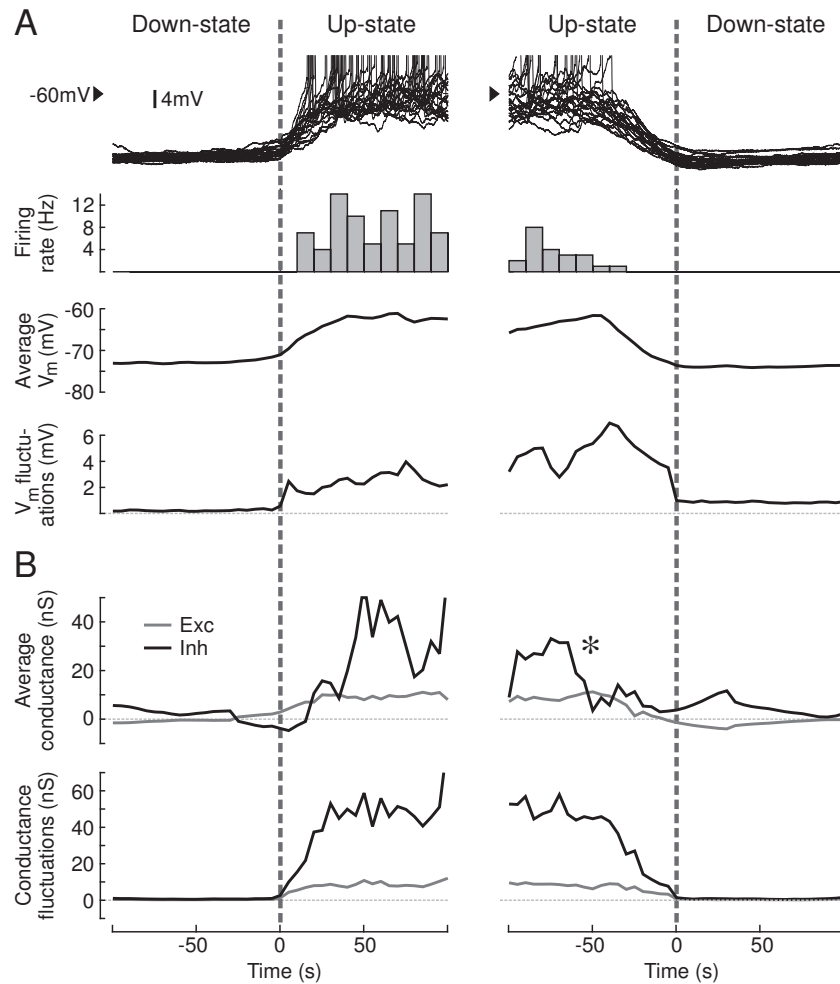 A
Down-state
Up-state
Up-state
Down-state
-60mV
4mV
Firing
rate (Hz)
12
8
4
Average
Vm (mV)
-60
-70
-80
Vm fluctu-
ations (mV)
6
4
2
B
Average
conductance (nS)
40
20
0
Exc
Inh
*
Conductance
fluctuations (nS)
60
40
20
0
-50
0
50
-50
0
50
Time (s)
Time (s)